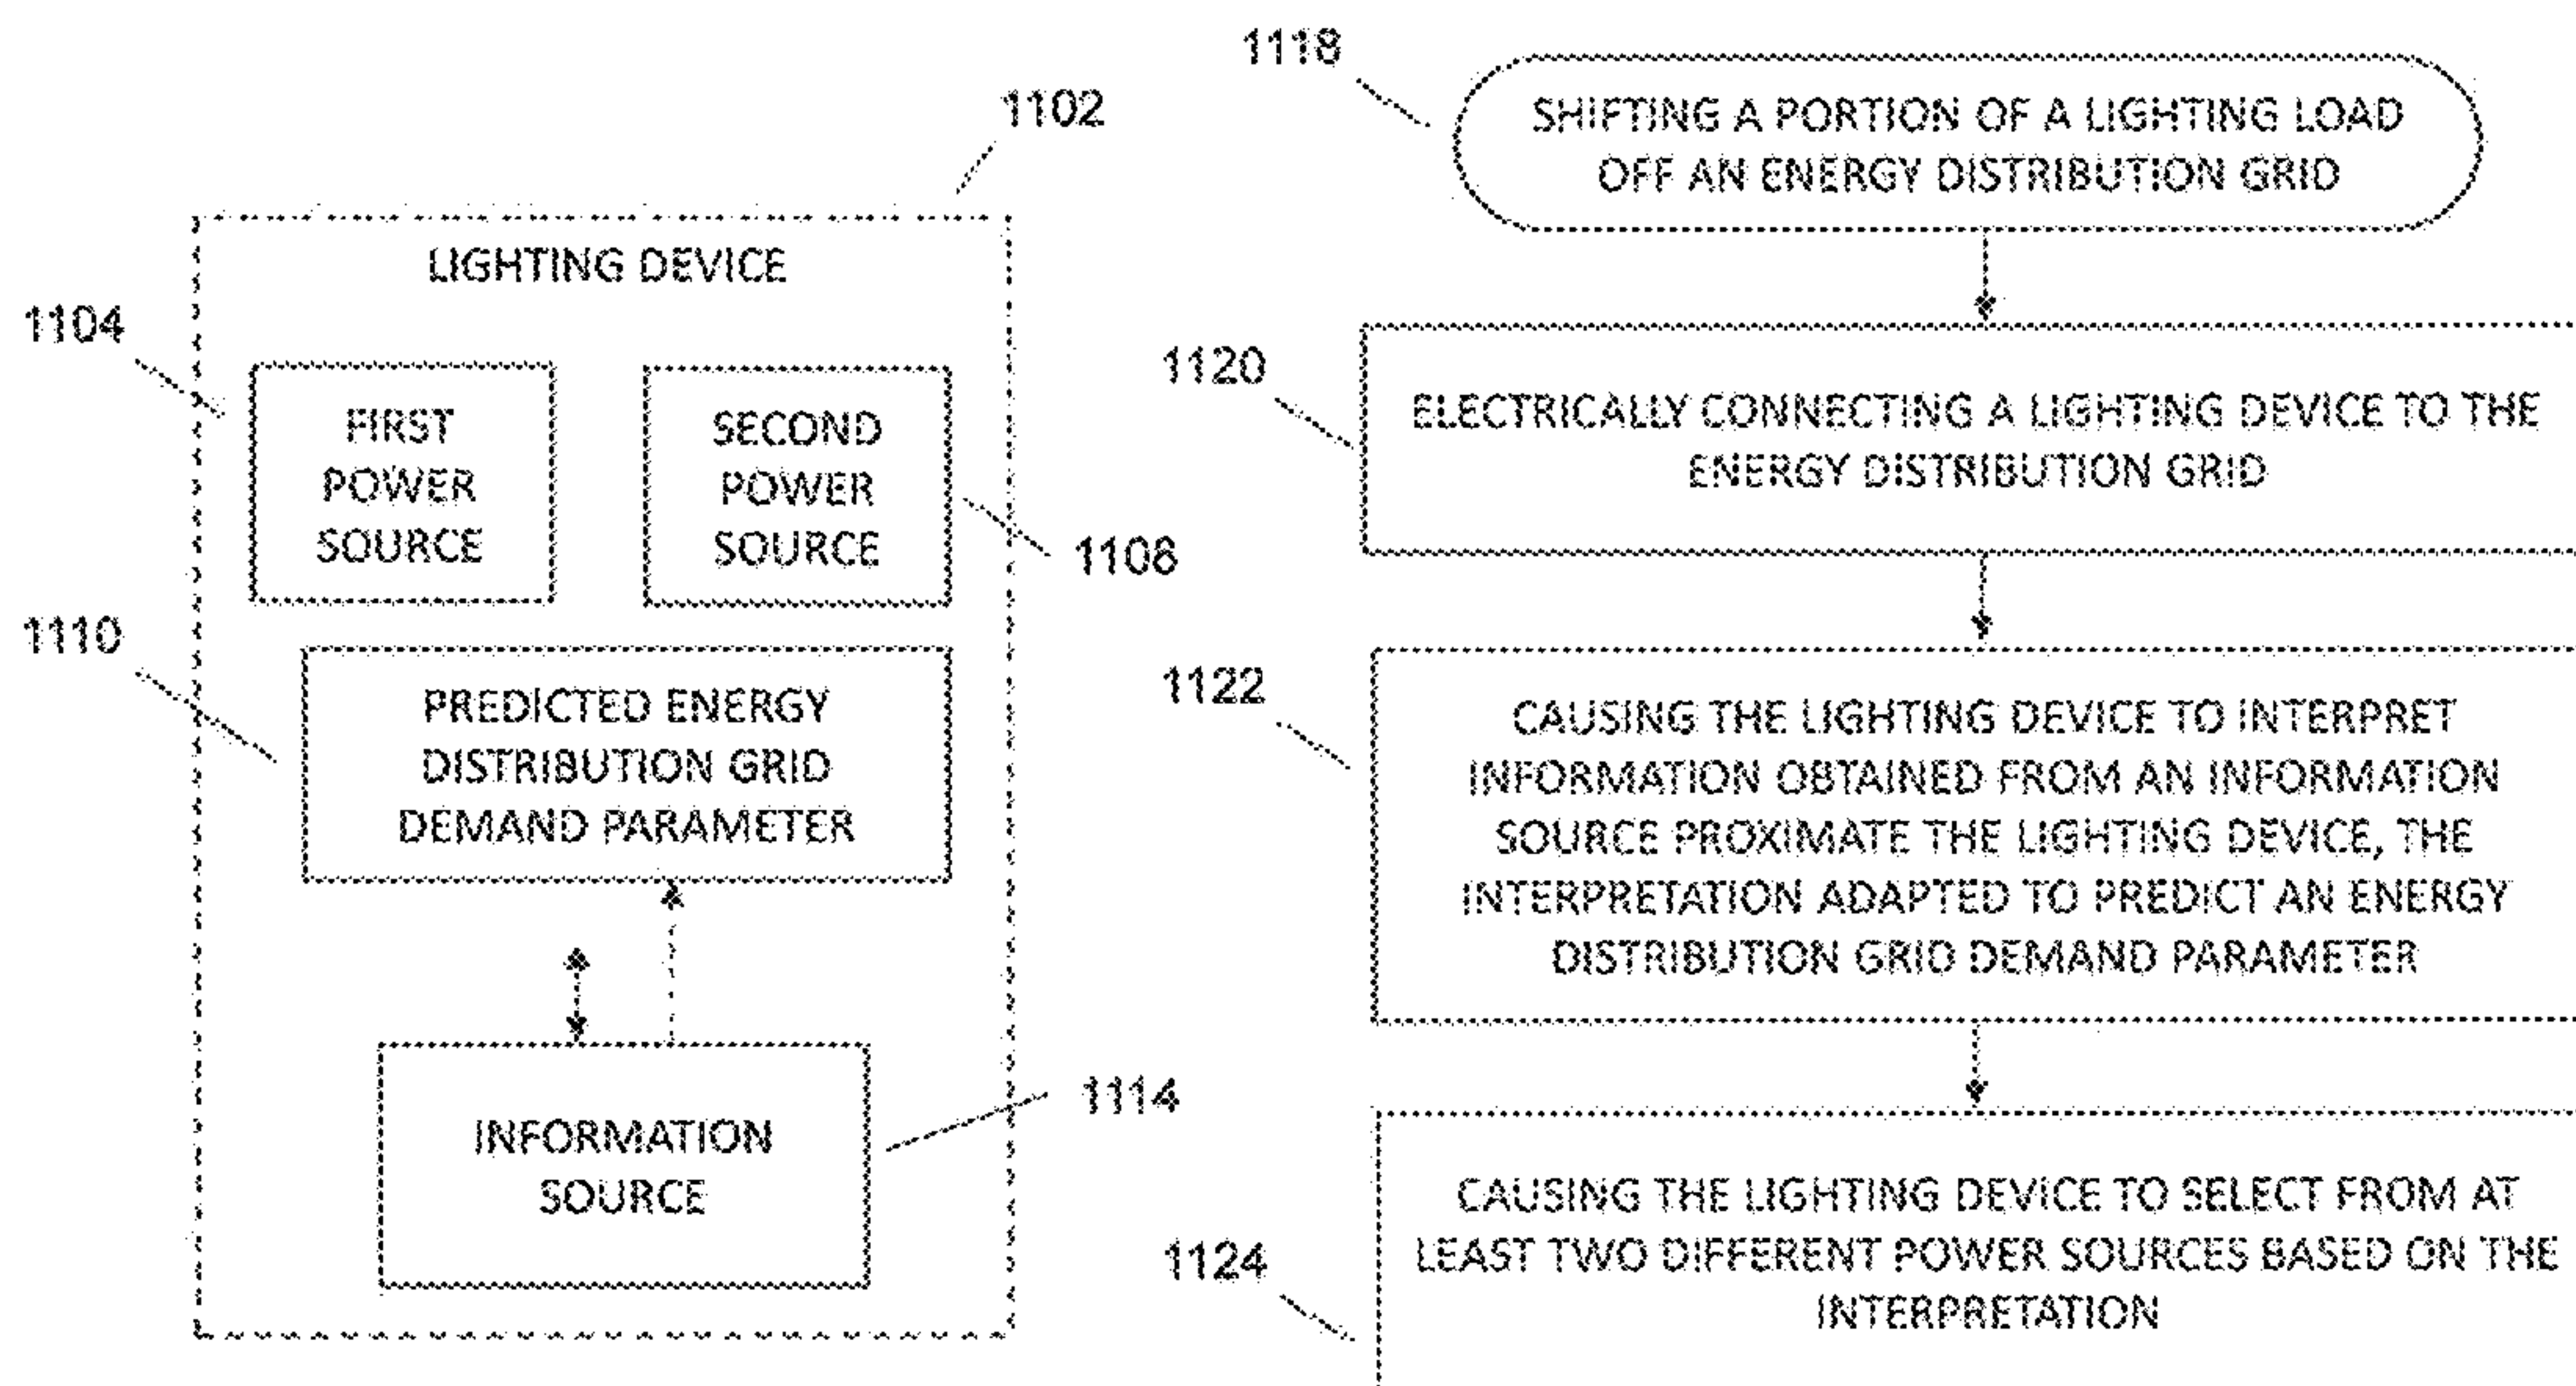 1102
LIGHTING DEVICE
1104
FIRST
POWER
SOURCE
SECOND
POWER
SOURCE
1108
1110
PREDICTED ENERGY
DISTRIBUTION GRID
DEMAND PARAMETER
INFORMATION
SOURCE
1114
1118
SHIFTING A PORTION OF A LIGHTING LOAD
OFF AN ENERGY DISTRIBUTION GRID
1120
ELECTRICALLY CONNECTING A LIGHTING DEVICE TO THE
ENERGY DISTRIBUTION GRID
1122
CAUSING THE LIGHTING DEVICE TO INTERPRET
INFORMATION OBTAINED FROM AN INFORMATION
SOURCE PROXIMATE THE LIGHTING DEVICE, THE
INTERPRETATION ADAPTED TO PREDICT AN ENERGY
DISTRIBUTION GRID DEMAND PARAMETER
1124
CAUSING THE LIGHTING DEVICE TO SELECT FROM AT
LEAST TWO DIFFERENT POWER SOURCES BASED ON THE
INTERPRETATION